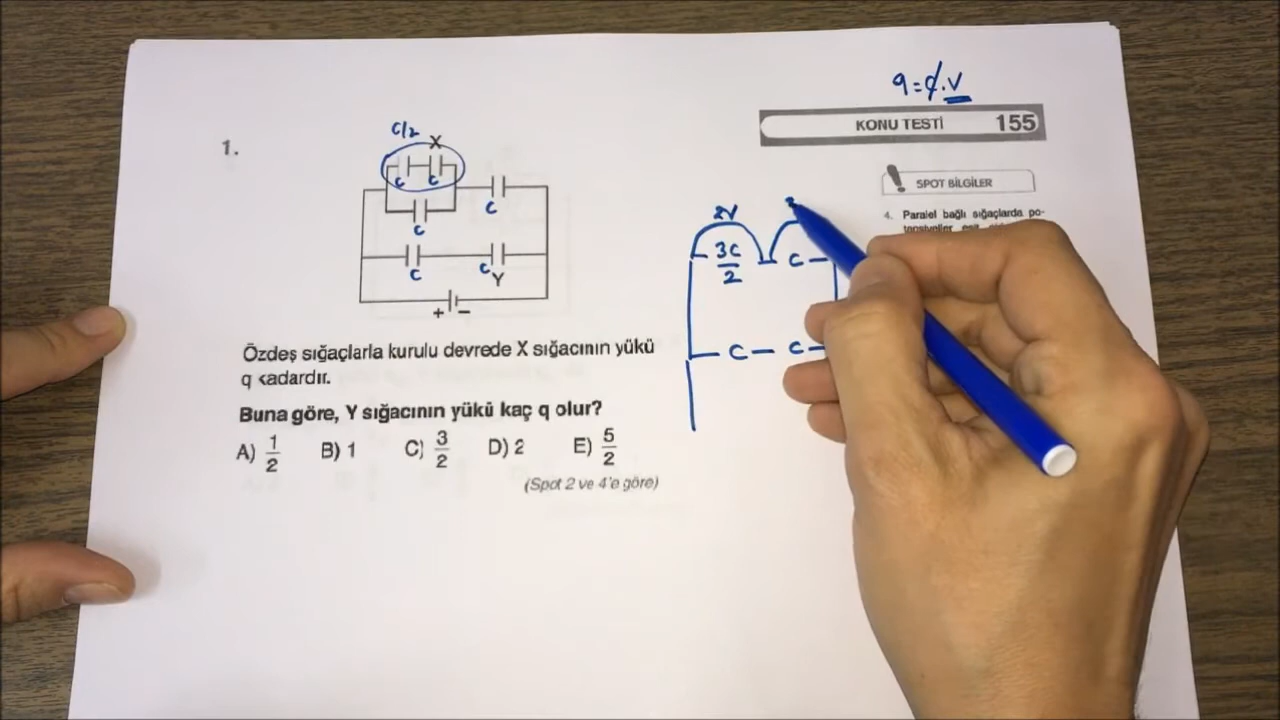 q=C.V
KONU TESTİ 155
SPOT BİLGİLER
4. Paralel bağlı sığaçlarda po-
1.
C/2
X
C C
C
C
C
C
Y
+ -
2V
3C
2
C
C C
Özdeş sığaçlarla kurulu devrede X sığacının yükü
q kadardır.
Buna göre, Y sığacının yükü kaç q olur?
A) 1/2 B) 1 C) 3/2 D) 2 E) 5/2
(Spot 2 ve 4'e göre)